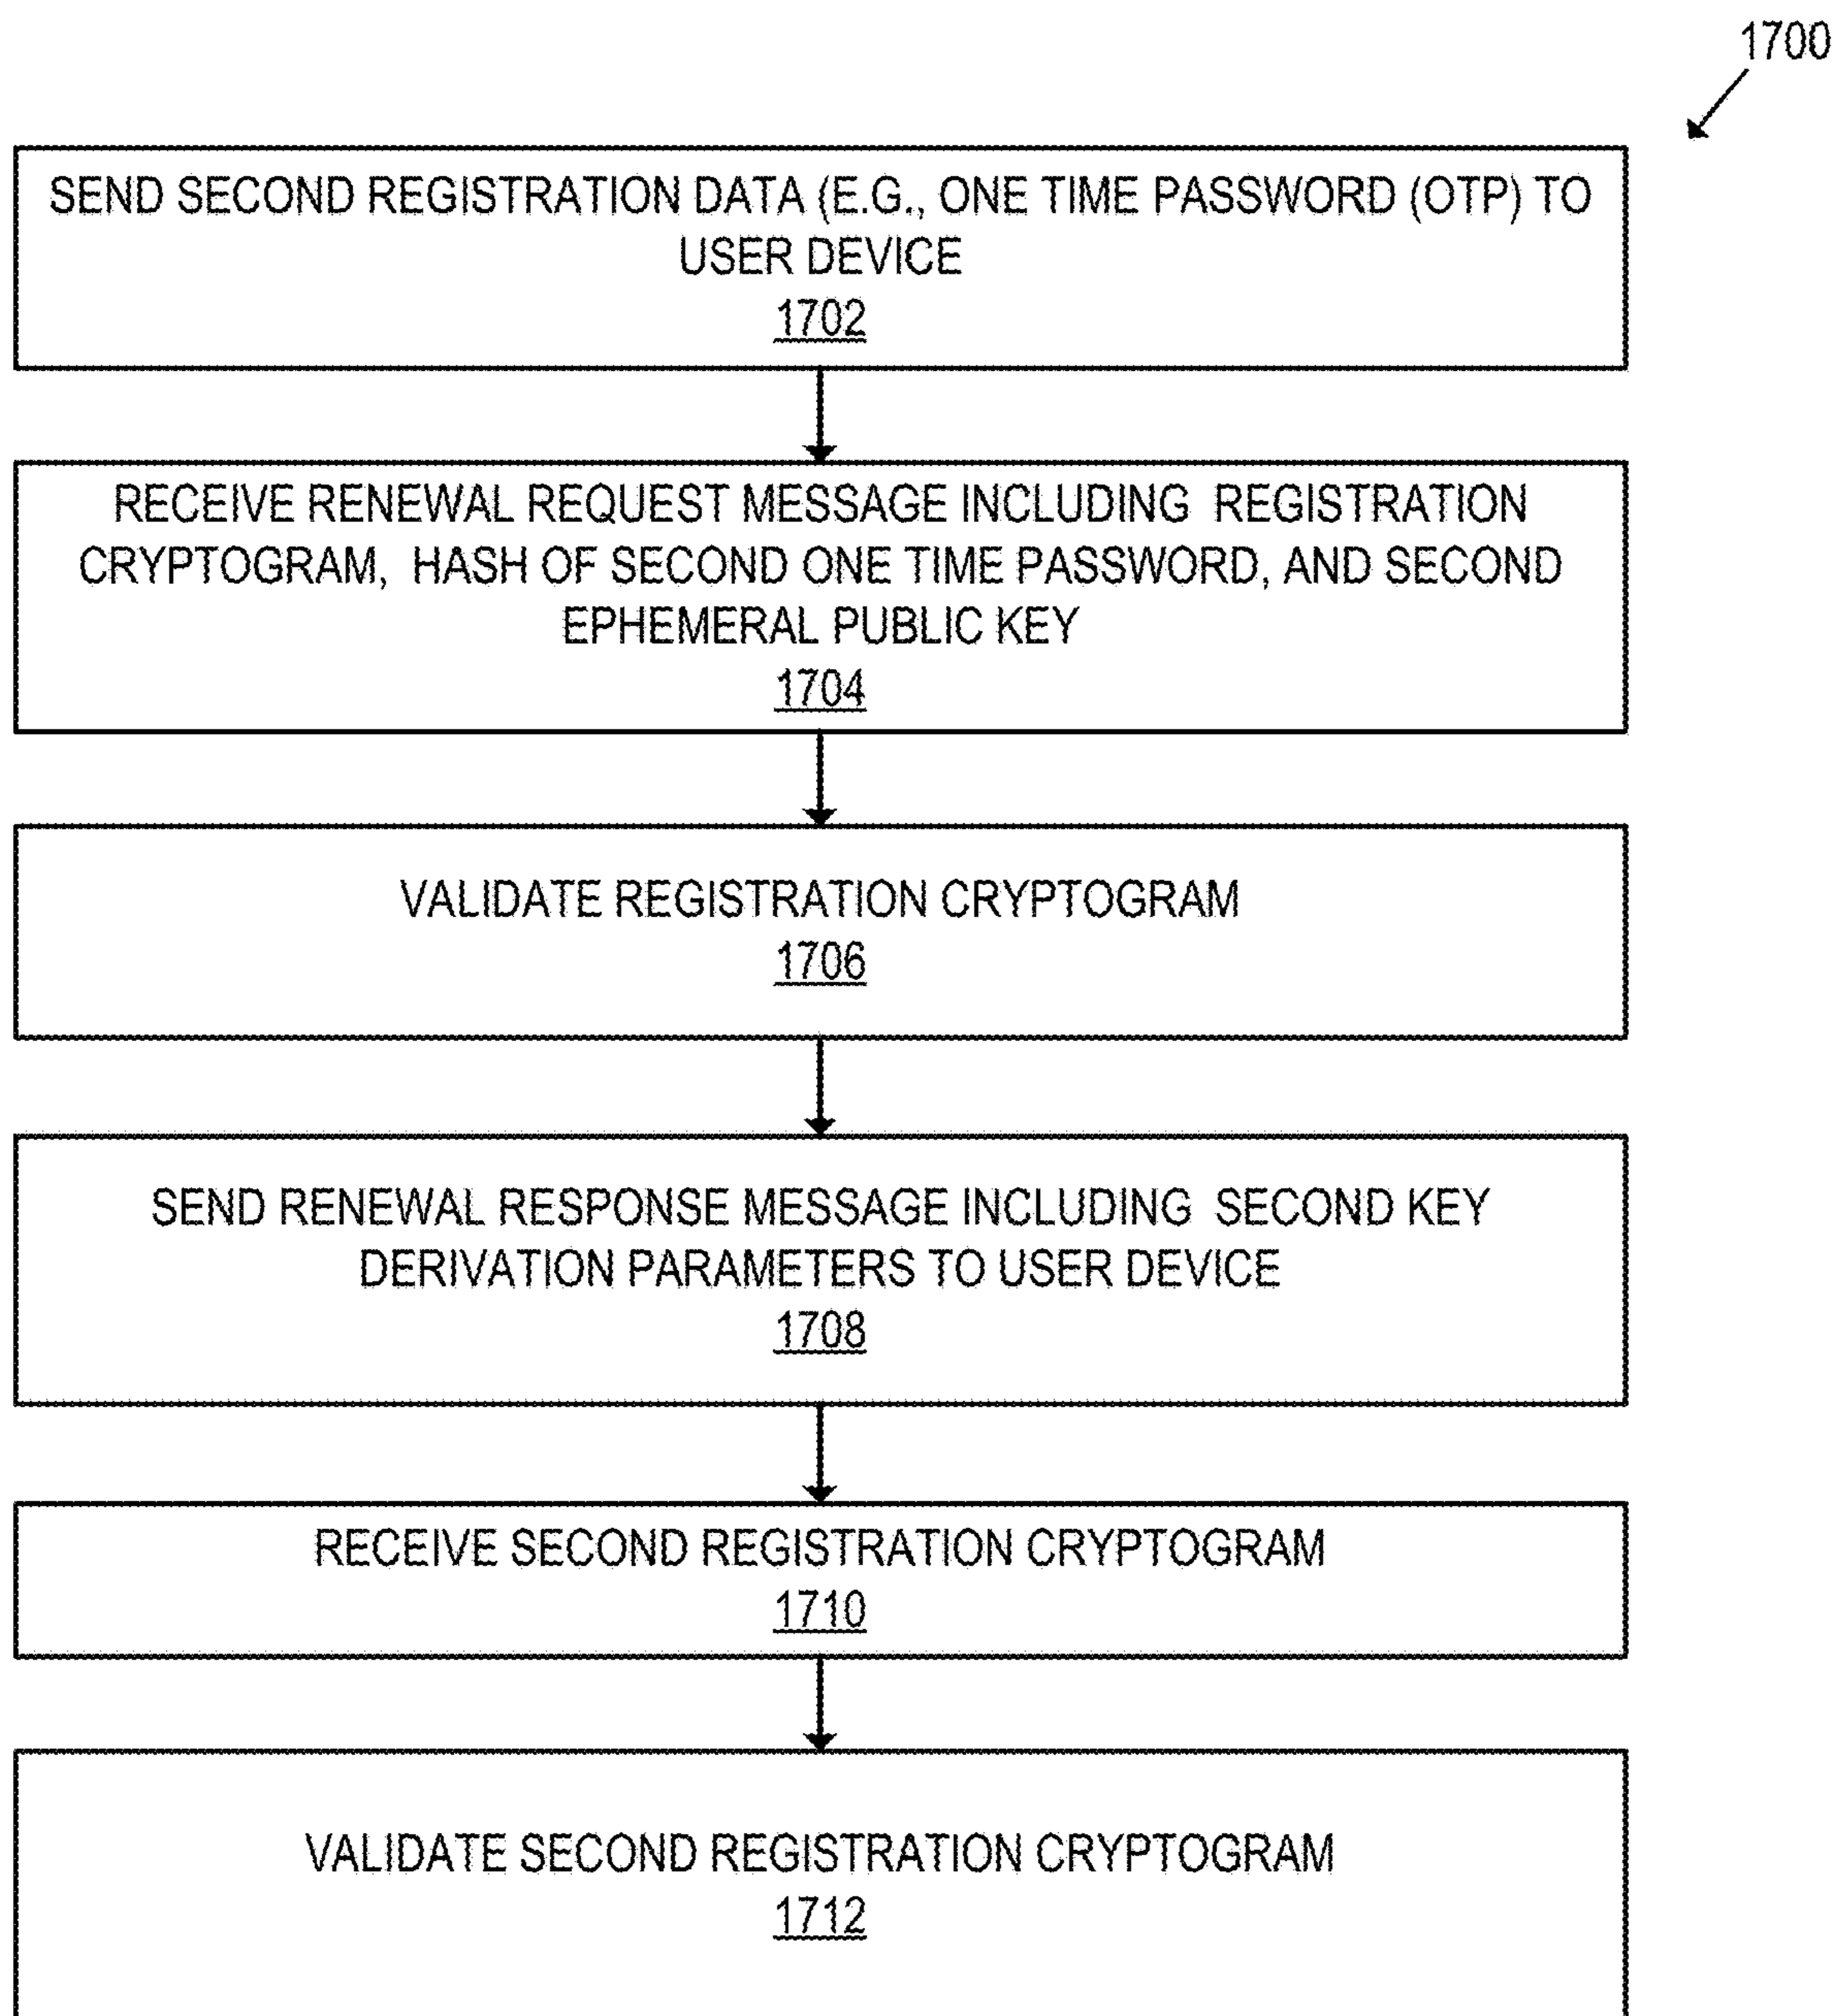 1700
SEND SECOND REGISTRATION DATA (E.G., ONE TIME PASSWORD (OTP) TO
USER DEVICE
1702
RECEIVE RENEWAL REQUEST MESSAGE INCLUDING REGISTRATION
CRYPTOGRAM, HASH OF SECOND ONE TIME PASSWORD, AND SECOND
EPHEMERAL PUBLIC KEY
1704
VALIDATE REGISTRATION CRYPTOGRAM
1706
SEND RENEWAL RESPONSE MESSAGE INCLUDING SECOND KEY
DERIVATION PARAMETERS TO USER DEVICE
1708
RECEIVE SECOND REGISTRATION CRYPTOGRAM
1710
VALIDATE SECOND REGISTRATION CRYPTOGRAM
1712